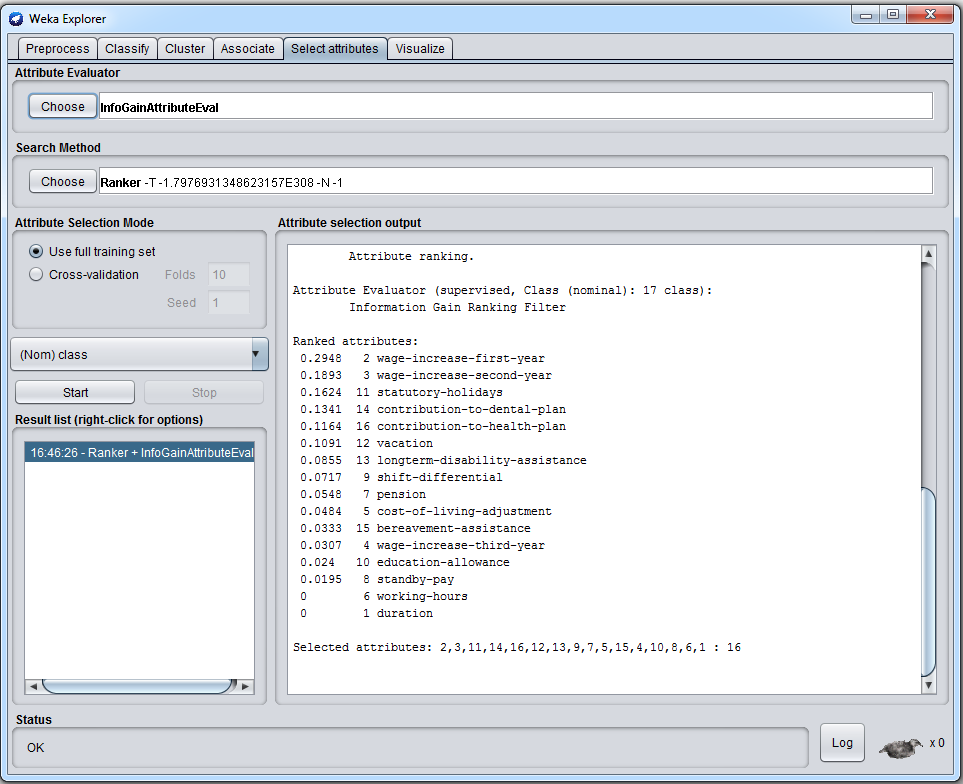 Weka Explorer
Preprocess Classify Cluster Associate Select attributes Visualize
Attribute Evaluator
Choose InfoGainAttributeEval
Search Method
Choose Ranker -T -1.7976931348623157E308 -N -1
Attribute Selection Mode
Use full training set
Cross-validation Folds 10
Seed 1
(Nom) class
Start Stop
Result list (right-click for options)
16:46:26 - Ranker + InfoGainAttributeEval
Attribute selection output
Attribute ranking.
Attribute Evaluator (supervised, Class (nominal): 17 class):
Information Gain Ranking Filter
Ranked attributes:
0.2948 2 wage-increase-first-year
0.1893 3 wage-increase-second-year
0.1624 11 statutory-holidays
0.1341 14 contribution-to-dental-plan
0.1164 16 contribution-to-health-plan
0.1091 12 vacation
0.0855 13 longterm-disability-assistance
0.0717 9 shift-differential
0.0548 7 pension
0.0484 5 cost-of-living-adjustment
0.0333 15 bereavement-assistance
0.0307 4 wage-increase-third-year
0.024 10 education-allowance
0.0195 8 standby-pay
0 6 working-hours
0 1 duration
Selected attributes: 2,3,11,14,16,12,13,9,7,5,15,4,10,8,6,1 : 16
Status
OK
Log
x 0